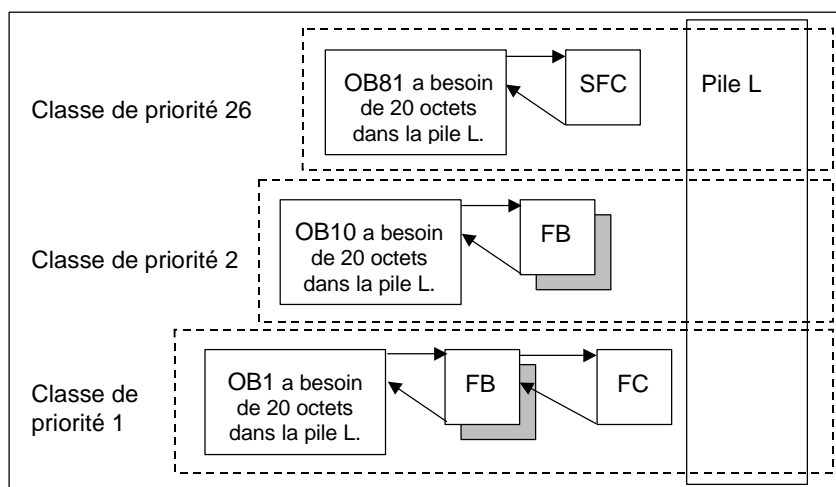 Classe de priorité 26
OB81 a besoin
de 20 octets
dans la pile L.
SFC
Pile L
Classe de priorité 2
OB10 a besoin
de 20 octets
dans la pile L.
FB
Classe de
priorité 1
OB1 a besoin
de 20 octets
dans la pile L.
FB
FC